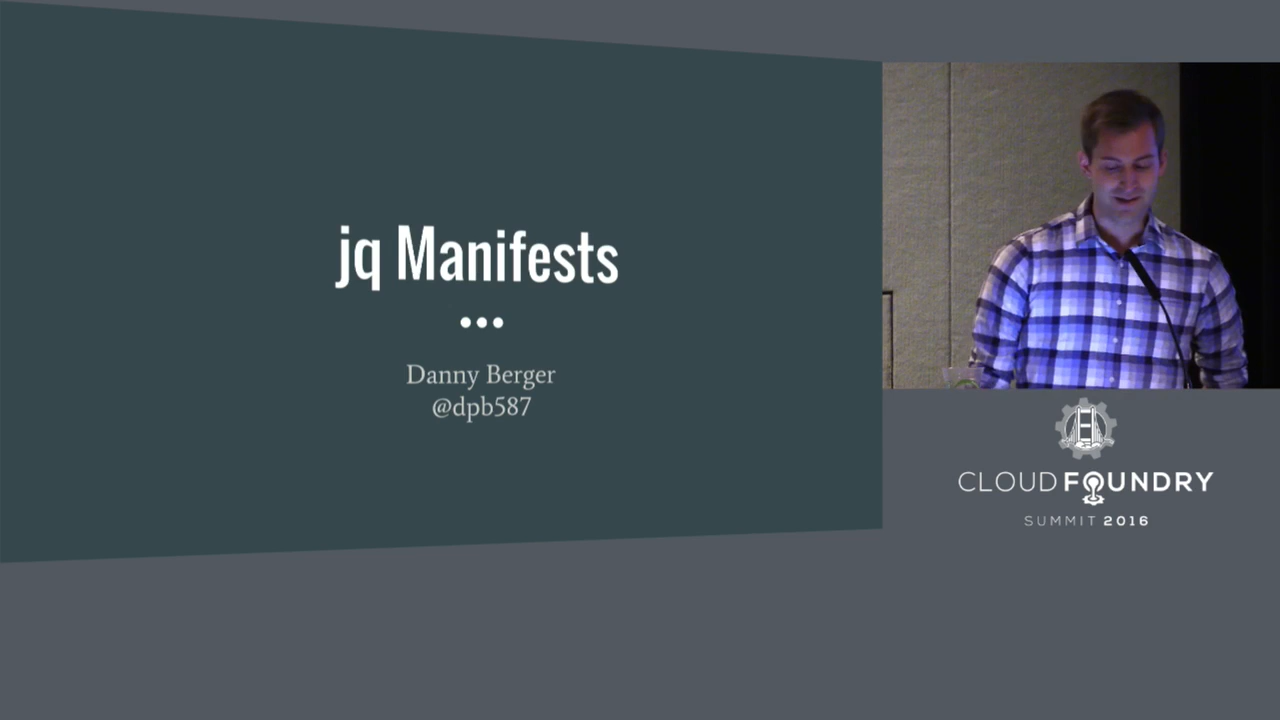 jq Manifests
Danny Berger
@dpb587
CLOUD FOUNDRY
SUMMIT 2016